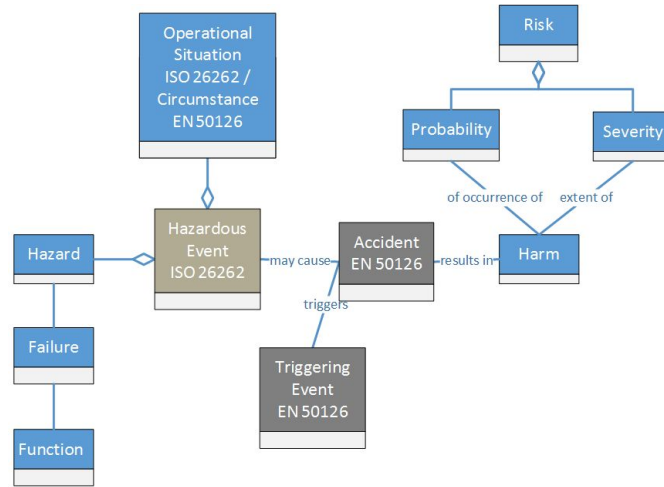 Operational
Situation
ISO 26262 /
Circumstance
EN 50126
Risk
Probability
Severity
of occurrence of
extent of
Hazard
Hazardous
Event
ISO 26262
may cause
Accident
EN 50126
results in
Harm
triggers
Failure
Triggering
Event
EN 50126
Function